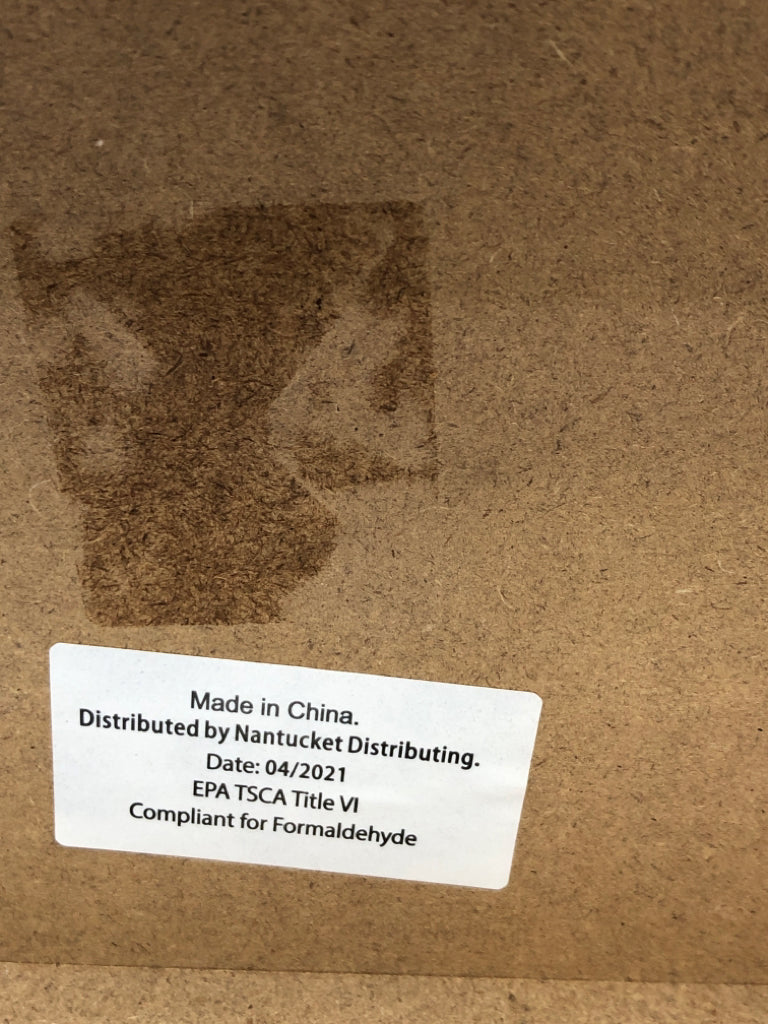 Made in China.
Distributed by Nantucket Distributing.
Date: 04/2021
EPA TSCA Title VI
Compliant for Formaldehyde